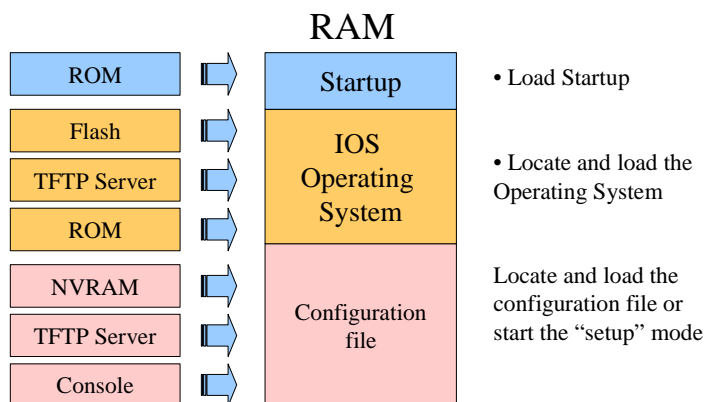 RAM
ROM
Startup
• Load Startup
Flash
TFTP Server
ROM
IOS
Operating
System
• Locate and load the
Operating System
NVRAM
TFTP Server
Console
Configuration
file
Locate and load the
configuration file or
start the “setup” mode